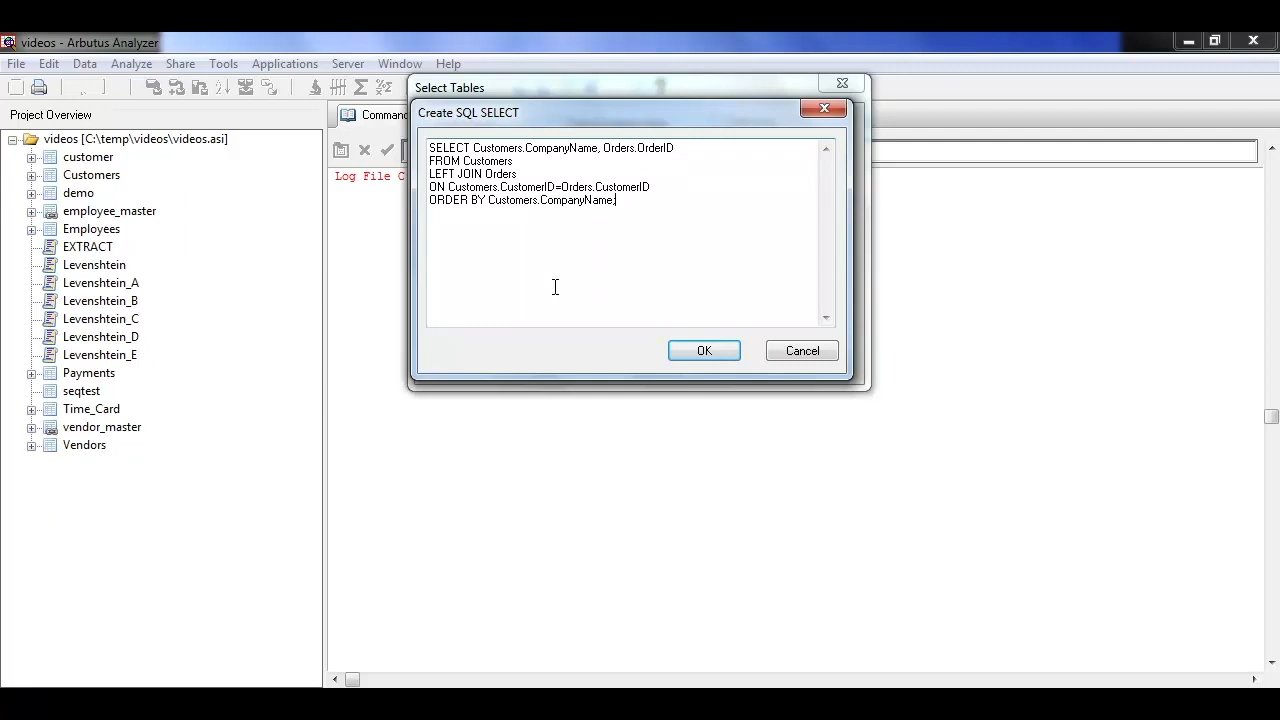 videos - Arbutus Analyzer
File Edit Data Analyze Share Tools Applications Server Window Help
Project Overview
videos [C:\temp\videos\videos.asi]
customer
Customers
demo
employee_master
Employees
EXTRACT
Levenshtein
Levenshtein_A
Levenshtein_B
Levenshtein_C
Levenshtein_D
Levenshtein_E
Payments
seqtest
Time_Card
vendor_master
Vendors
Comman
Log File C
Select Tables
Create SQL SELECT
SELECT Customers.CompanyName, Orders.OrderID
FROM Customers
LEFT JOIN Orders
ON Customers.CustomerID=Orders.CustomerID
ORDER BY Customers.CompanyName;
OK Cancel